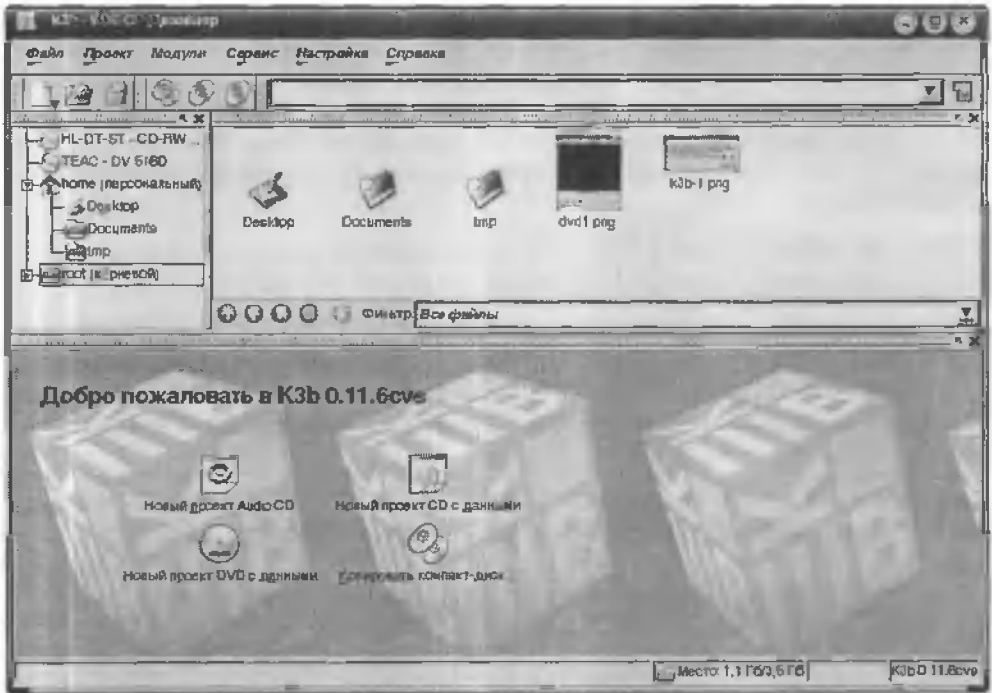 K3b -
Файл Проект Модули Сервис Настройка Справка
HL-DT-ST - CD-RW ...
TEAC - DV 516D
home (персональный)
Desktop
Documents
tmp
root (корневой)
Desktop
Documents
tmp
dvd1.png
k3b-1.png
Фильтр: Все файлы
Добро пожаловать в K3b 0.11.6cvs
Новый проект Audio CD
Новый проект CD с данными
Новый проект DVD с данными
Копировать компакт-диск...
Место: 1,1 Гб/3,5 Гб
K3b 0.11.6cvs